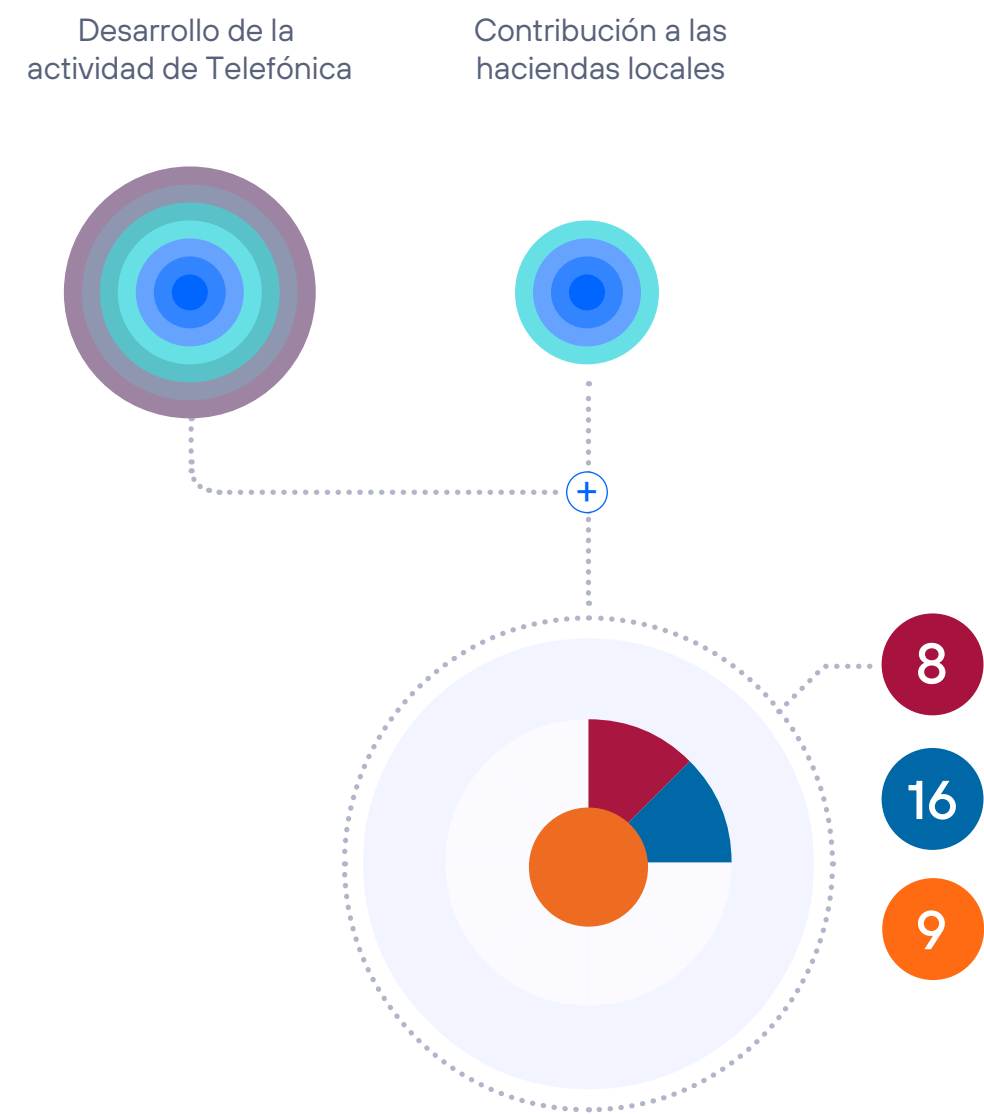 Desarrollo de la
actividad de Telefónica
Contribución a las
haciendas locales
+
8
16
9